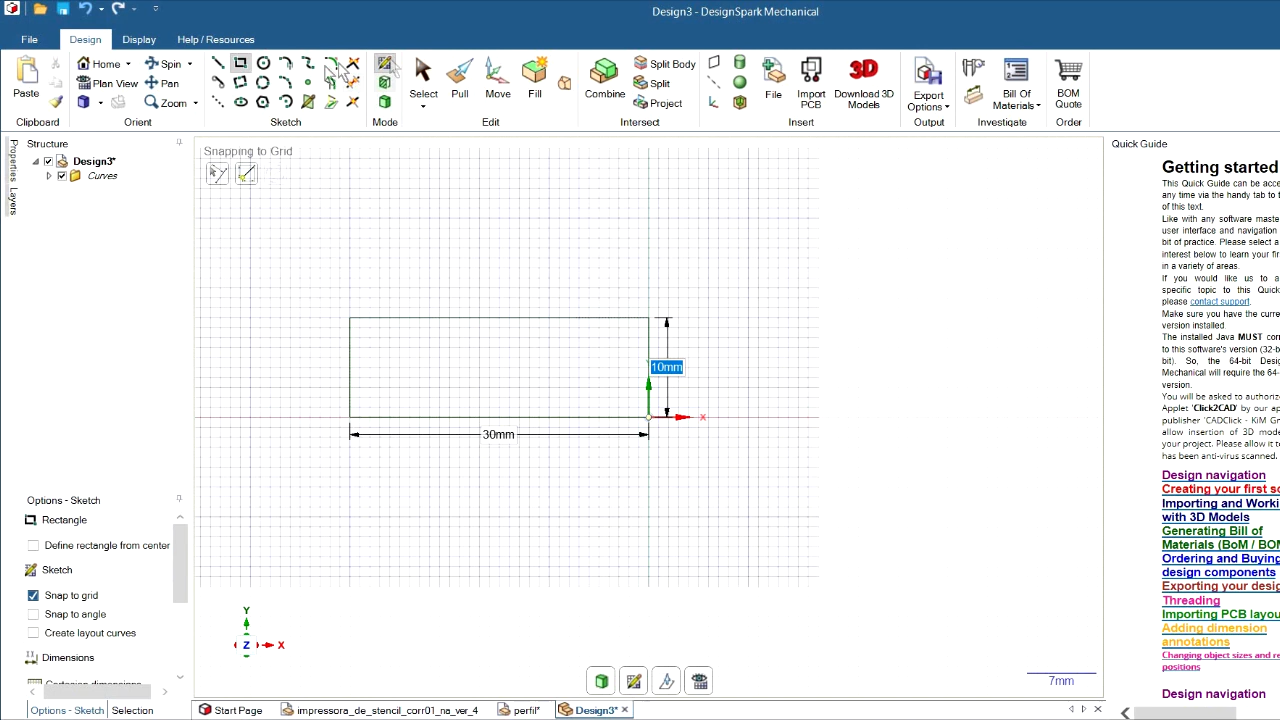 Design3 - DesignSpark Mechanical
File Design Display Help / Resources
Paste
Home Spin
Plan View Pan
Zoom
Select Pull Move Fill
Combine
Split Body
Split
Project
File Import PCB Download 3D Models
Export Options
Bill Of Materials
BOM Quote
Clipboard Orient Sketch Mode Edit Intersect Insert Output Investigate Order
Properties
Layers
Structure
Design3*
Curves
Snapping to Grid
10mm
30mm
X
Y
Z X
7mm
Options - Sketch
Rectangle
Define rectangle from center
Sketch
Snap to grid
Snap to angle
Create layout curves
Dimensions
Cartesian dimensions
Options - Sketch Selection
Start Page impressora_de_stencil_corr01_na_ver_4 perfil* Design3*
Quick Guide
Getting started
This Quick Guide can be acce
any time via the handy tab to t
of this text.
Like with any software master
user interface and navigation
bit of practice. Please select a
interest below to learn your fir
in a variety of areas.
If you would like us to a
specific topic to this Quick
please contact support.
Make sure you have the curre
version installed.
The installed Java MUST corr
to this software's version (32-b
bit). So, the 64-bit Design
Mechanical will require the 64-
version.
You will be asked to authoriz
Applet 'Click2CAD' by our ap
publisher 'CADClick - KiM Gr
allow insertion of 3D mode
your project. Please allow it t
has been anti-virus scanned.
Design navigation
Creating your first so
Importing and Worki
with 3D Models
Generating Bill of
Materials (BoM / BOM
Ordering and Buying
design components
Exporting your desig
Threading
Importing PCB layou
Adding dimension
annotations
Changing object sizes and re
positions
Design navigation